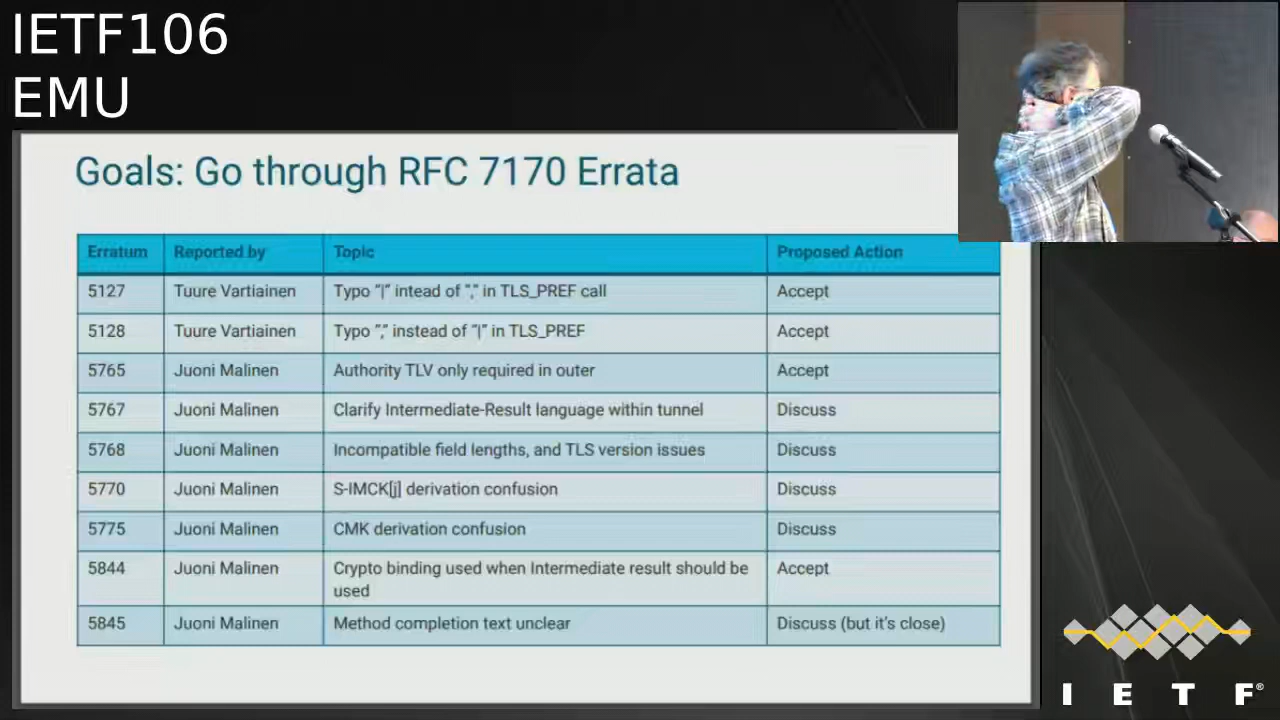 IETF106
EMU
Goals: Go through RFC 7170 Errata
Erratum Reported by Topic Proposed Action
5127 Tuure Vartiainen Typo "|" intead of "," in TLS_PREF call Accept
5128 Tuure Vartiainen Typo "," instead of "|" in TLS_PREF Accept
5765 Juoni Malinen Authority TLV only required in outer Accept
5767 Juoni Malinen Clarify Intermediate-Result language within tunnel Discuss
5768 Juoni Malinen Incompatible field lengths, and TLS version issues Discuss
5770 Juoni Malinen S-IMCK[j] derivation confusion Discuss
5775 Juoni Malinen CMK derivation confusion Discuss
5844 Juoni Malinen Crypto binding used when Intermediate result should be Accept
used
5845 Juoni Malinen Method completion text unclear Discuss (but it's close)
I E T F®